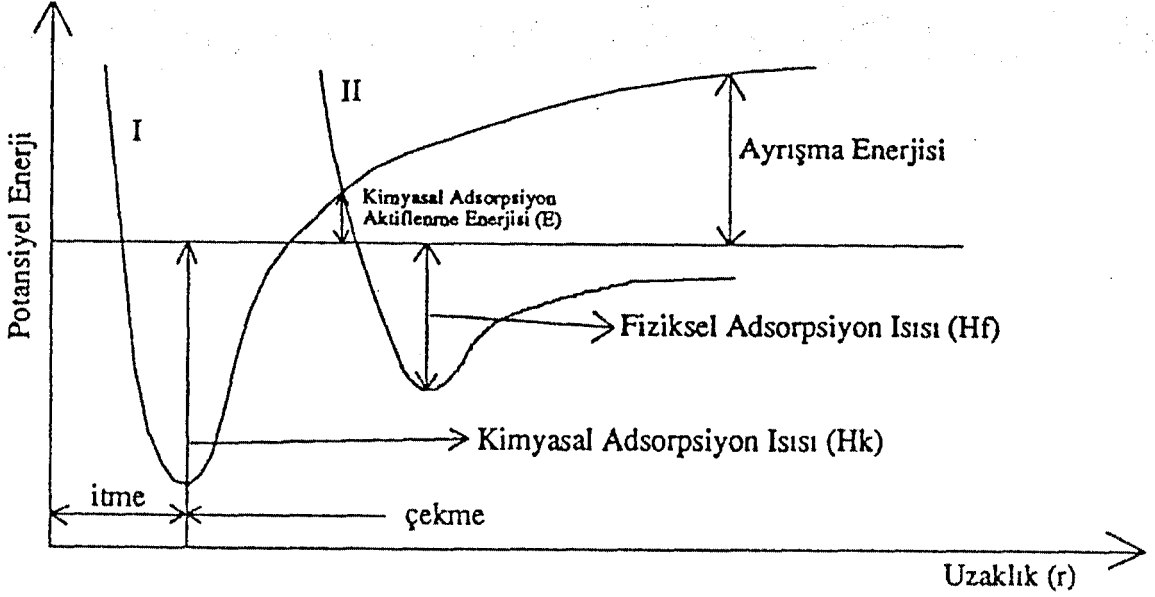 Potansiyel Enerji
I
II
Ayrışma Enerjisi
Kimyasal Adsorpsiyon
Aktiflenme Enerjisi (E)
Fiziksel Adsorpsiyon Isısı (Hf)
Kimyasal Adsorpsiyon Isısı (Hk)
itme
çekme
Uzaklık (r)